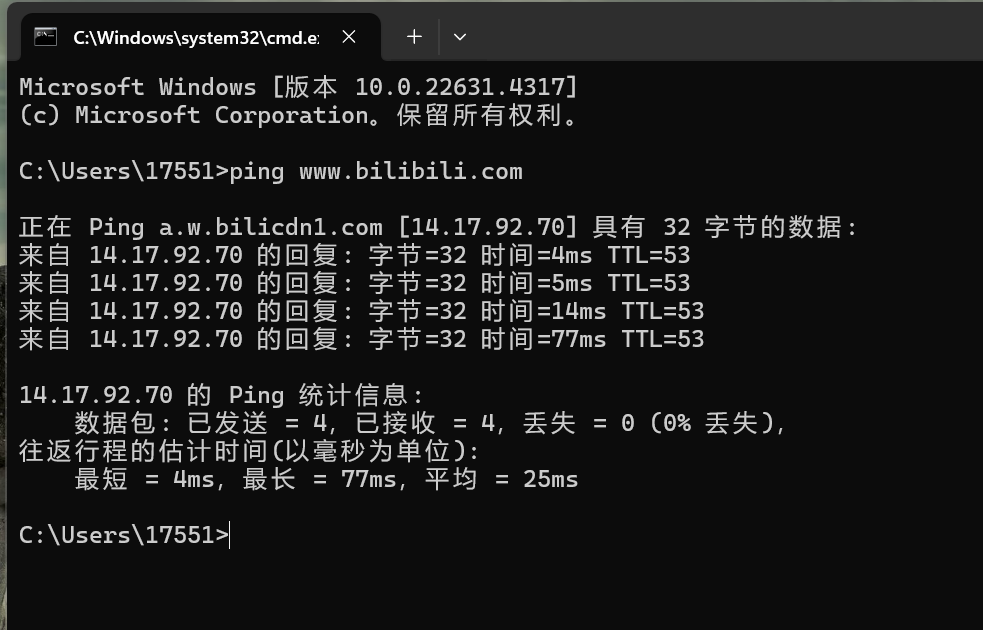 C:\Windows\system32\cmd.e
Microsoft Windows [版本 10.0.22631.4317]
(c) Microsoft Corporation。保留所有权利。
C:\Users\17551>ping www.bilibili.com
正在 Ping a.w.bilicdn1.com [14.17.92.70] 具有 32 字节的数据:
来自 14.17.92.70 的回复: 字节=32 时间=4ms TTL=53
来自 14.17.92.70 的回复: 字节=32 时间=5ms TTL=53
来自 14.17.92.70 的回复: 字节=32 时间=14ms TTL=53
来自 14.17.92.70 的回复: 字节=32 时间=77ms TTL=53
14.17.92.70 的 Ping 统计信息:
数据包: 已发送 = 4，已接收 = 4，丢失 = 0 (0% 丢失)，
往返行程的估计时间(以毫秒为单位):
最短 = 4ms，最长 = 77ms，平均 = 25ms
C:\Users\17551>